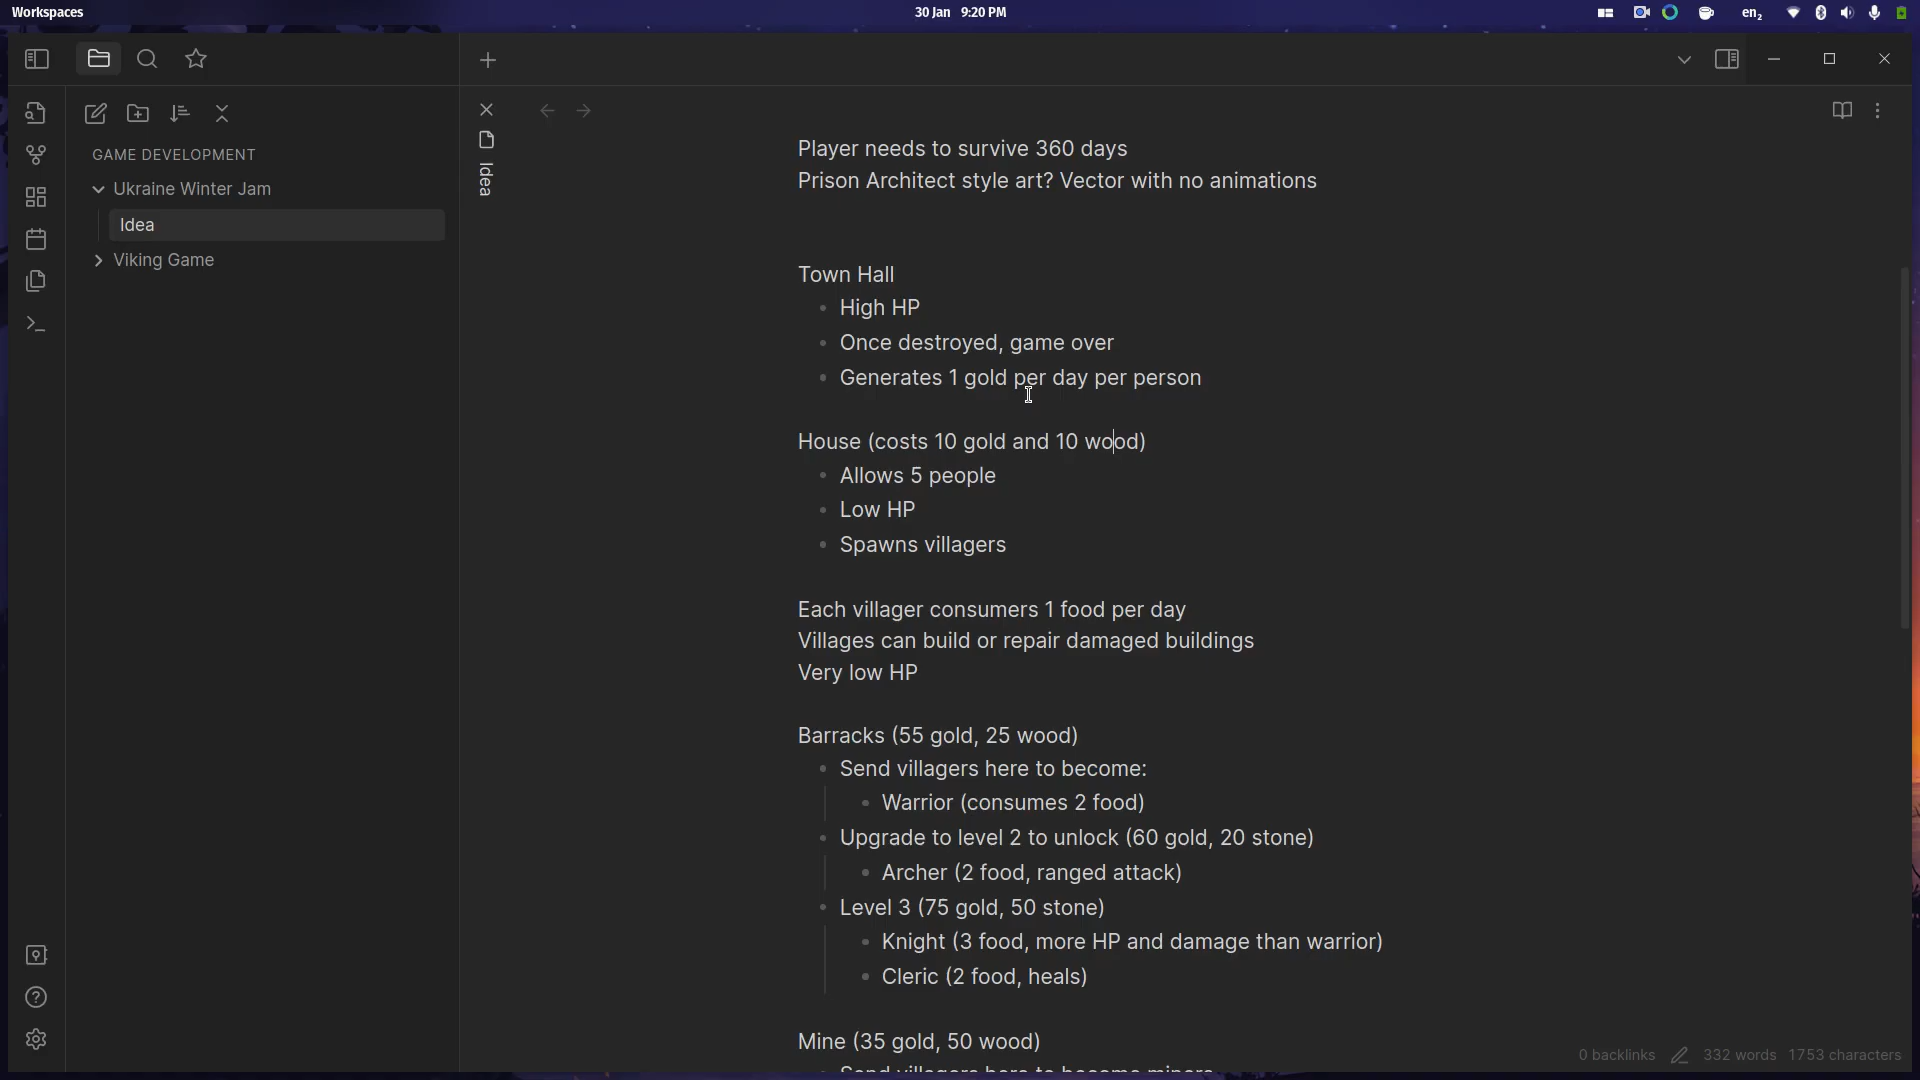 Workspaces
30 Jan 9:20 PM
en₂
GAME DEVELOPMENT
Ukraine Winter Jam
Idea
Viking Game
Idea
Player needs to survive 360 days
Prison Architect style art? Vector with no animations
Town Hall
High HP
Once destroyed, game over
Generates 1 gold per day per person
House (costs 10 gold and 10 wood)
Allows 5 people
Low HP
Spawns villagers
Each villager consumers 1 food per day
Villages can build or repair damaged buildings
Very low HP
Barracks (55 gold, 25 wood)
Send villagers here to become:
Warrior (consumes 2 food)
Upgrade to level 2 to unlock (60 gold, 20 stone)
Archer (2 food, ranged attack)
Level 3 (75 gold, 50 stone)
Knight (3 food, more HP and damage than warrior)
Cleric (2 food, heals)
Mine (35 gold, 50 wood)
Send villagers here to become miners
0 backlinks 332 words 1753 characters